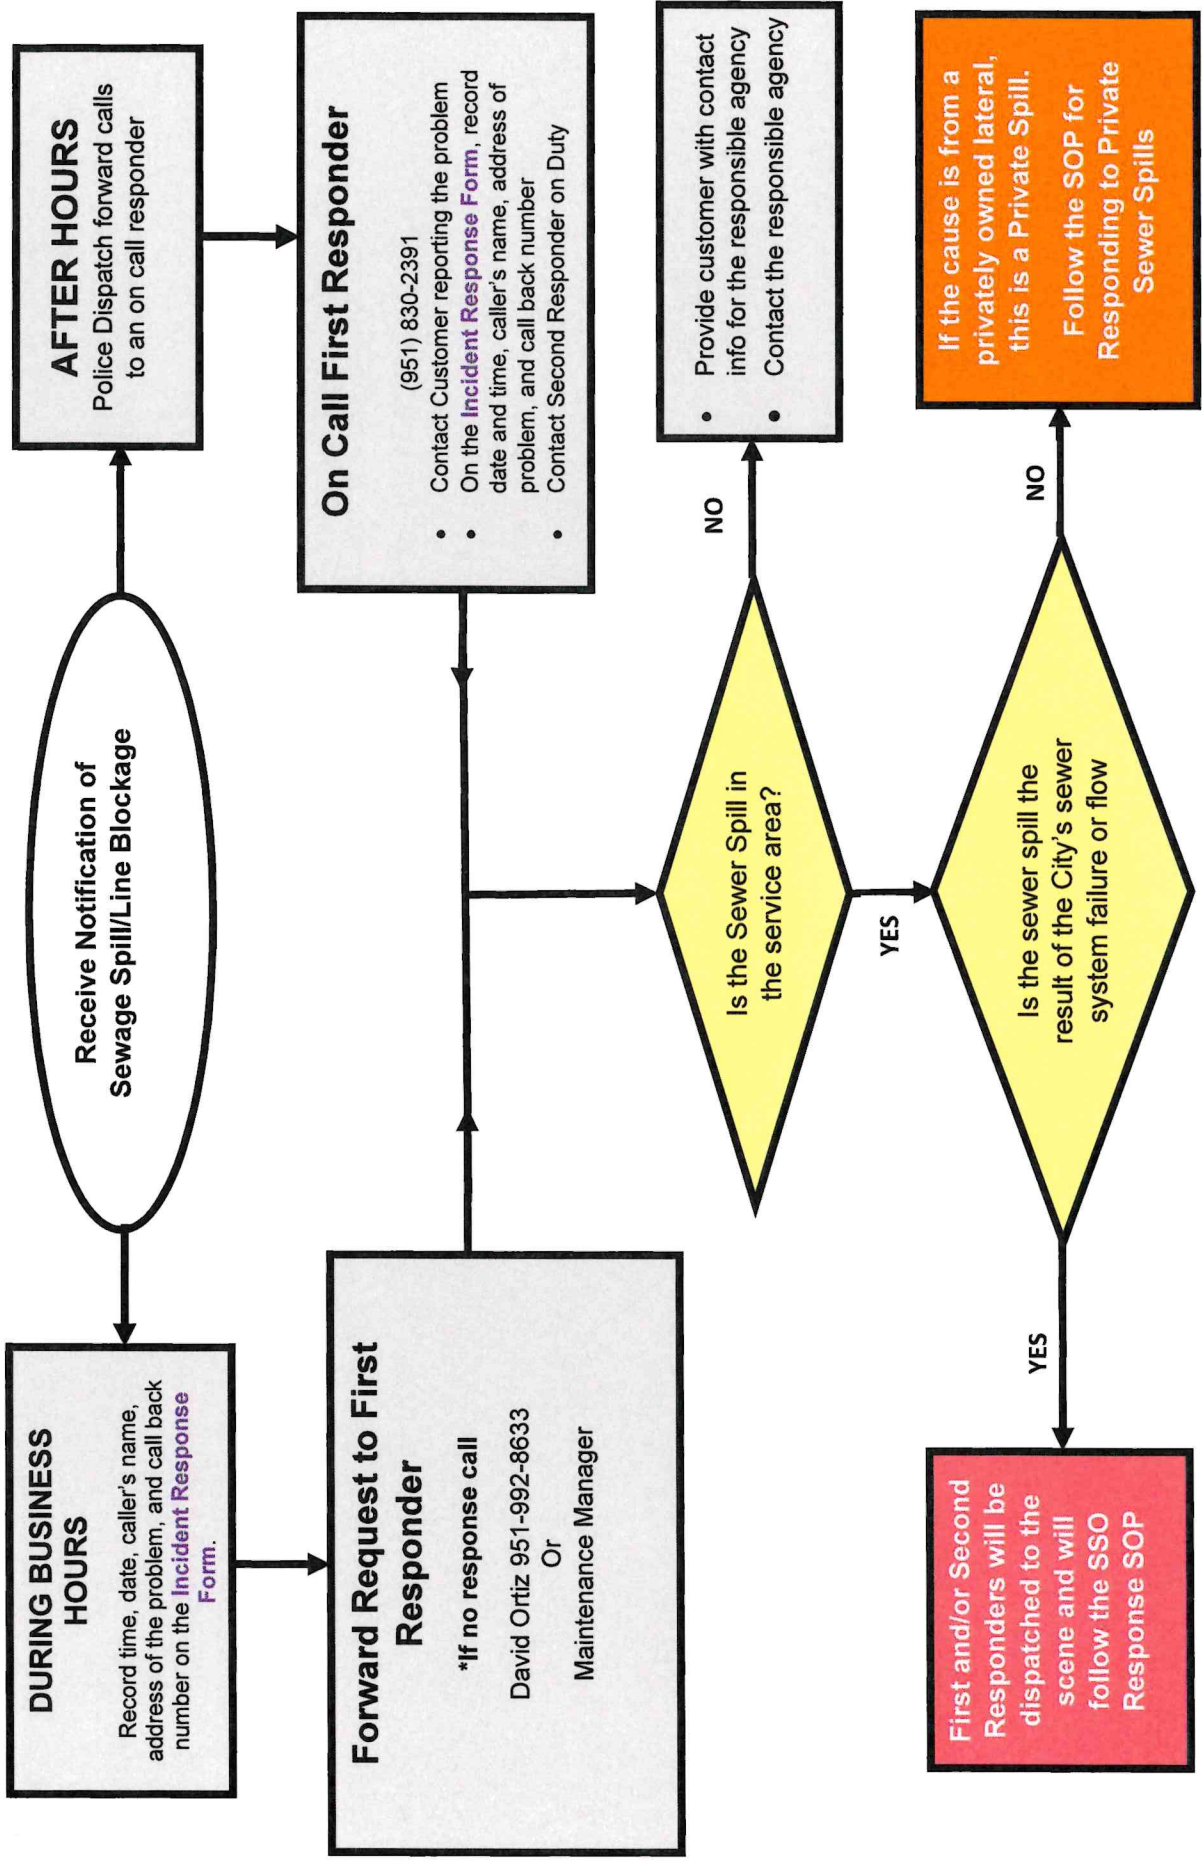 Receive Notification of
Sewage Spill/Line Blockage
DURING BUSINESS
HOURS
Record time, date, caller's name,
address of the problem, and call back
number on the Incident Response
Form.
AFTER HOURS
Police Dispatch forward calls
to an on call responder
Forward Request to First
Responder
*If no response call
David Ortiz 951-992-8633
Or
Maintenance Manager
On Call First Responder
(951) 830-2391
• Contact Customer reporting the problem
• On the Incident Response Form, record
date and time, caller's name, address of
problem, and call back number
• Contact Second Responder on Duty
Is the Sewer Spill in
the service area?
NO
• Provide customer with contact
info for the responsible agency
• Contact the responsible agency
YES
Is the sewer spill the
result of the City's sewer
system failure or flow
YES
First and/or Second
Responders will be
dispatched to the
scene and will
follow the SSO
Response SOP
NO
If the cause is from a
privately owned lateral,
this is a Private Spill.
Follow the SOP for
Responding to Private
Sewer Spills